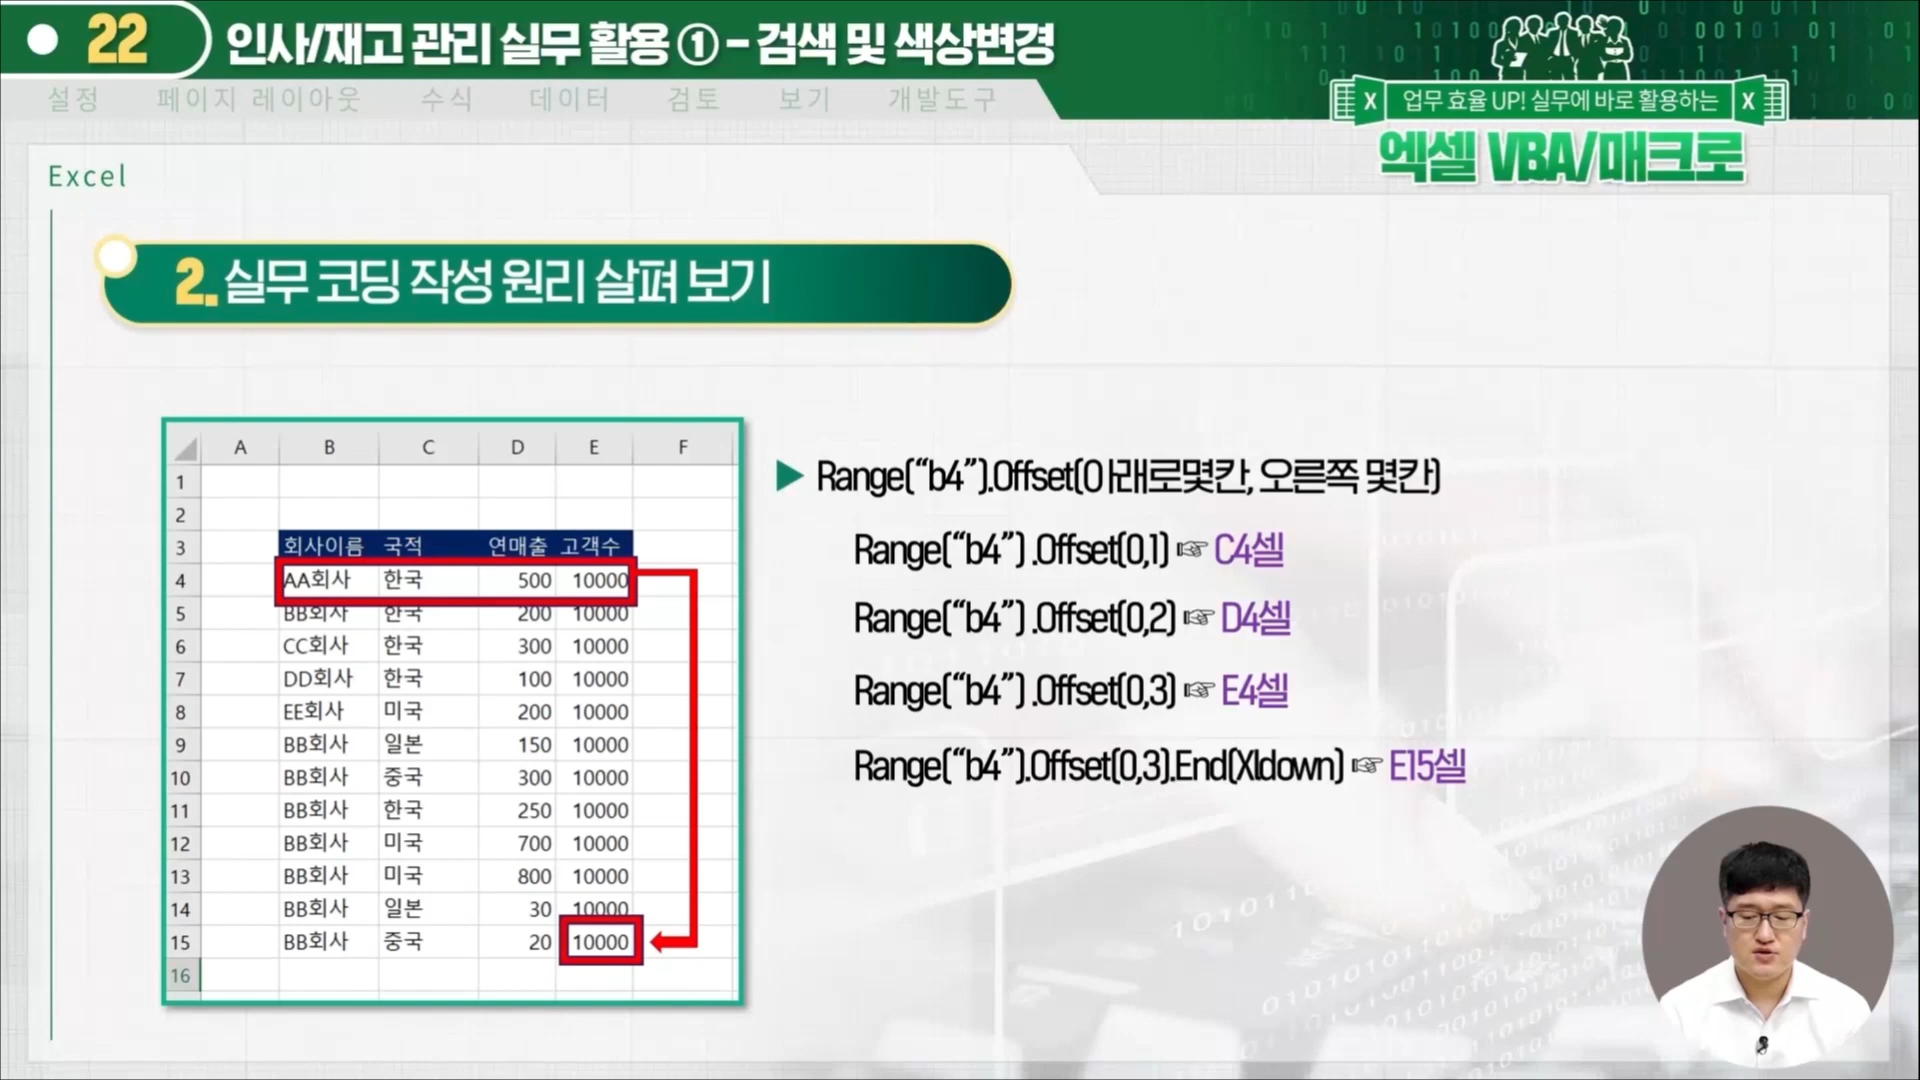 22 인사/재고 관리 실무 활용 ① - 검색 및 색상변경
설정 페이지 레이아웃 수식 데이터 검토 보기 개발도구
X 업무 효율 UP! 실무에 바로 활용하는 X
엑셀 VBA/매크로
Excel
2. 실무 코딩 작성 원리 살펴 보기
A B C D E F
1
2
3 회사이름 국적 연매출 고객수
4 AA회사 한국 500 10000
5 BB회사 한국 200 10000
6 CC회사 한국 300 10000
7 DD회사 한국 100 10000
8 EE회사 미국 200 10000
9 BB회사 일본 150 10000
10 BB회사 중국 300 10000
11 BB회사 한국 250 10000
12 BB회사 미국 700 10000
13 BB회사 미국 800 10000
14 BB회사 일본 30 10000
15 BB회사 중국 20 10000
16
▶ Range(“b4”).Offset(아래로몇칸, 오른쪽 몇칸)
Range(“b4”) .Offset(0,1) ☞ C4셀
Range(“b4”) .Offset(0,2) ☞ D4셀
Range(“b4”) .Offset(0,3) ☞ E4셀
Range(“b4”).Offset(0,3).End(Xldown) ☞ E15셀